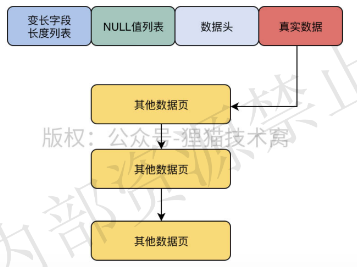 变长字段
长度列表
NULL值列表
数据头
真实数据
其他数据页
版权：公众号-狸猫技术窝
其他数据页
其他数据页
内部资源禁止